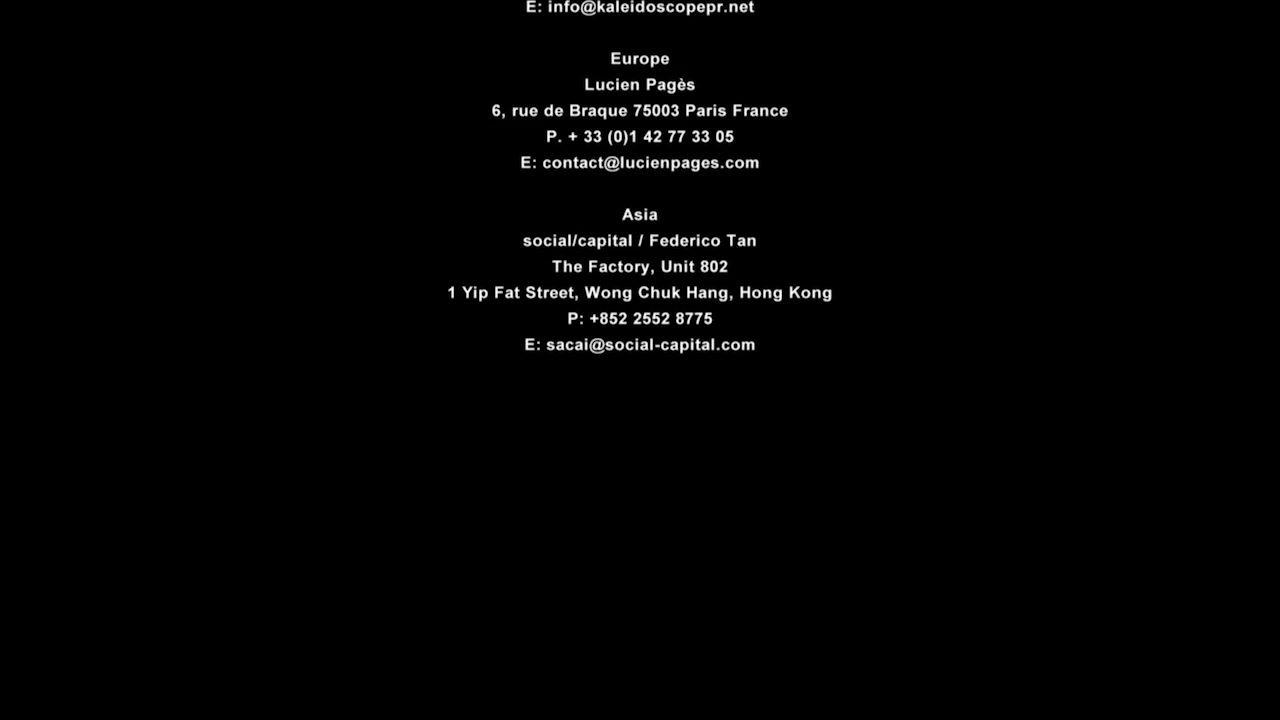 E: info@kaleidoscopepr.net
Europe
Lucien Pagès
6, rue de Braque 75003 Paris France
P. + 33 (0)1 42 77 33 05
E: contact@lucienpages.com
Asia
social/capital / Federico Tan
The Factory, Unit 802
1 Yip Fat Street, Wong Chuk Hang, Hong Kong
P: +852 2552 8775
E: sacai@social-capital.com